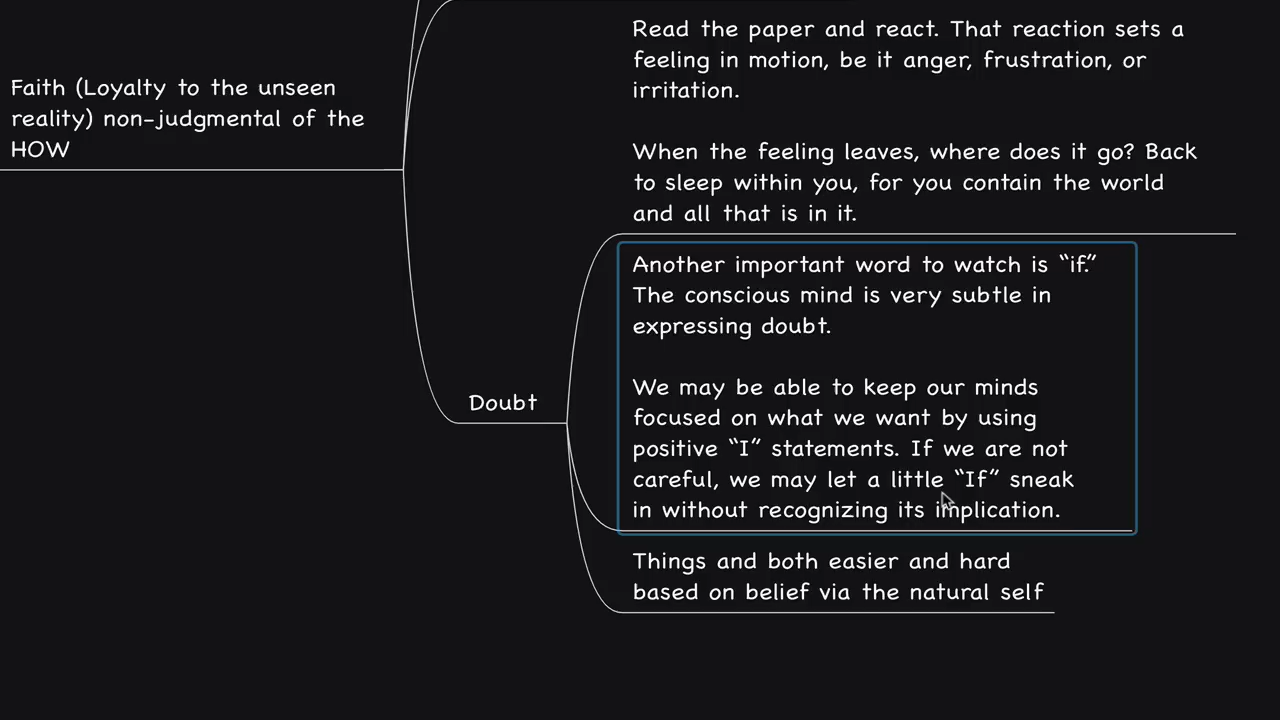 Faith (Loyalty to the unseen
reality) non-judgmental of the
HOW
Read the paper and react. That reaction sets a
feeling in motion, be it anger, frustration, or
irritation.
When the feeling leaves, where does it go? Back
to sleep within you, for you contain the world
and all that is in it.
Doubt
Another important word to watch is “if.”
The conscious mind is very subtle in
expressing doubt.
We may be able to keep our minds
focused on what we want by using
positive “I” statements. If we are not
careful, we may let a little “If” sneak
in without recognizing its implication.
Things and both easier and hard
based on belief via the natural self